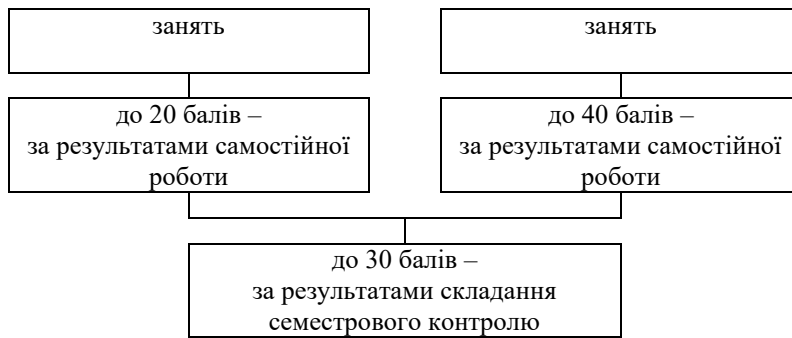 занять
занять
до 20 балів –
за результатами самостійної
роботи
до 40 балів –
за результатами самостійної
роботи
до 30 балів –
за результатами складання
семестрового контролю